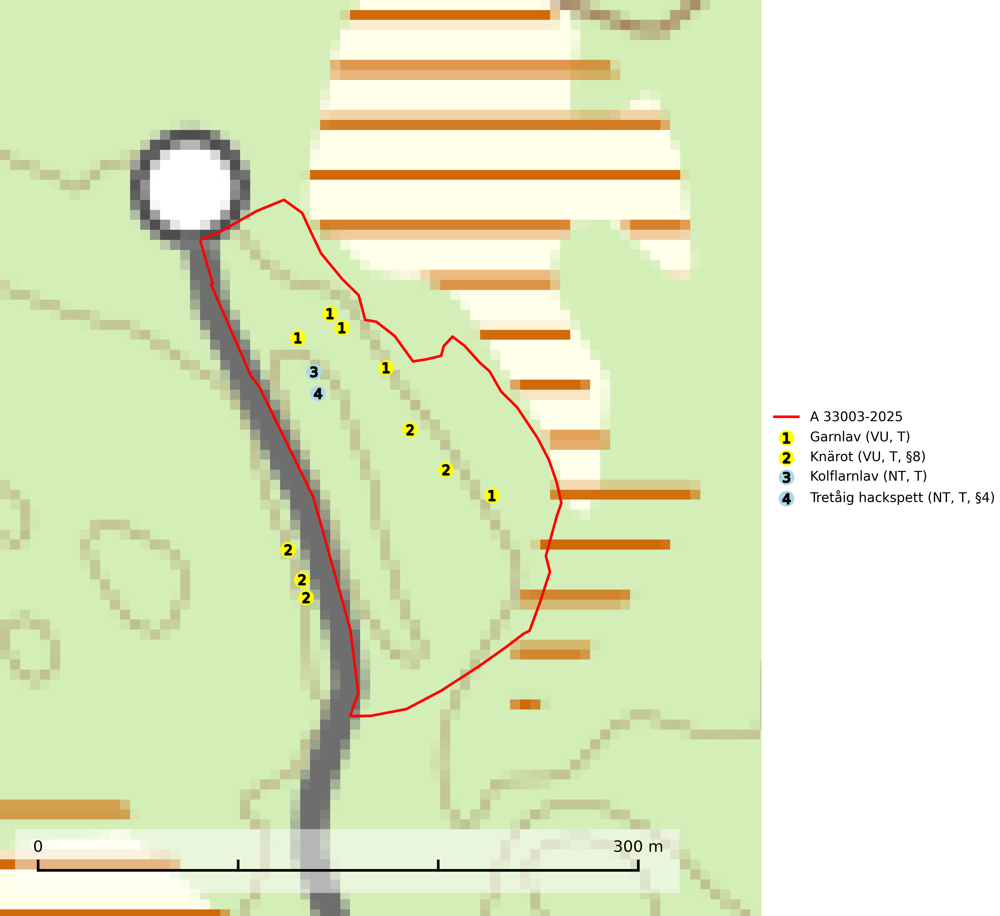 1
1
1
3
1
4
2
2
1
2
2
2
A 33003-2025
1 Garnlav (VU, T)
2 Knärot (VU, T, §8)
3 Kolflarnlav (NT, T)
4 Tretåig hackspett (NT, T, §4)
0 300 m